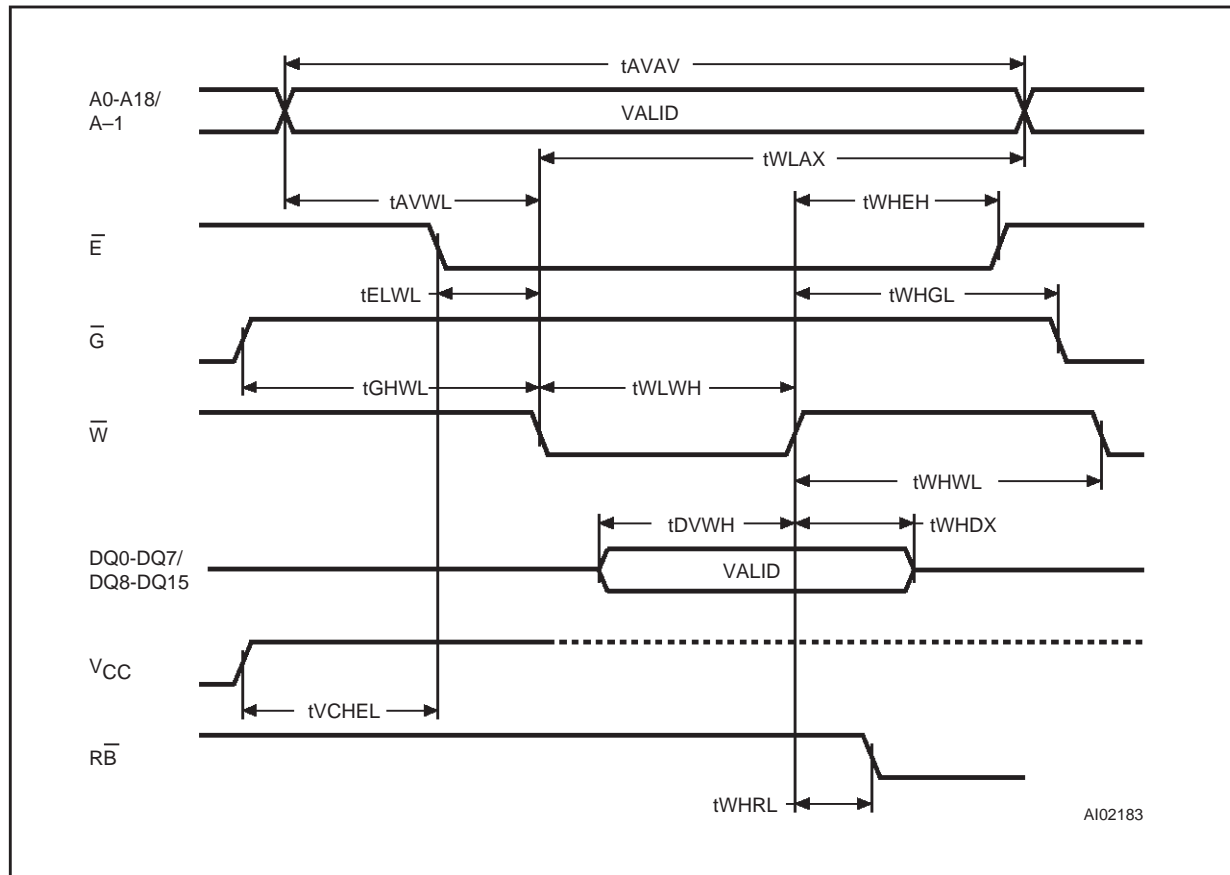 tAVAV
A0-A18/
A–1
VALID
tWLAX
tAVWL
tWHEH
E̅
tELWL
tWHGL
G̅
tGHWL
tWLWH
W̅
tWHWL
tDVWH
tWHDX
DQ0-DQ7/
DQ8-DQ15
VALID
VCC
tVCHEL
RB̅
tWHRL
AI02183